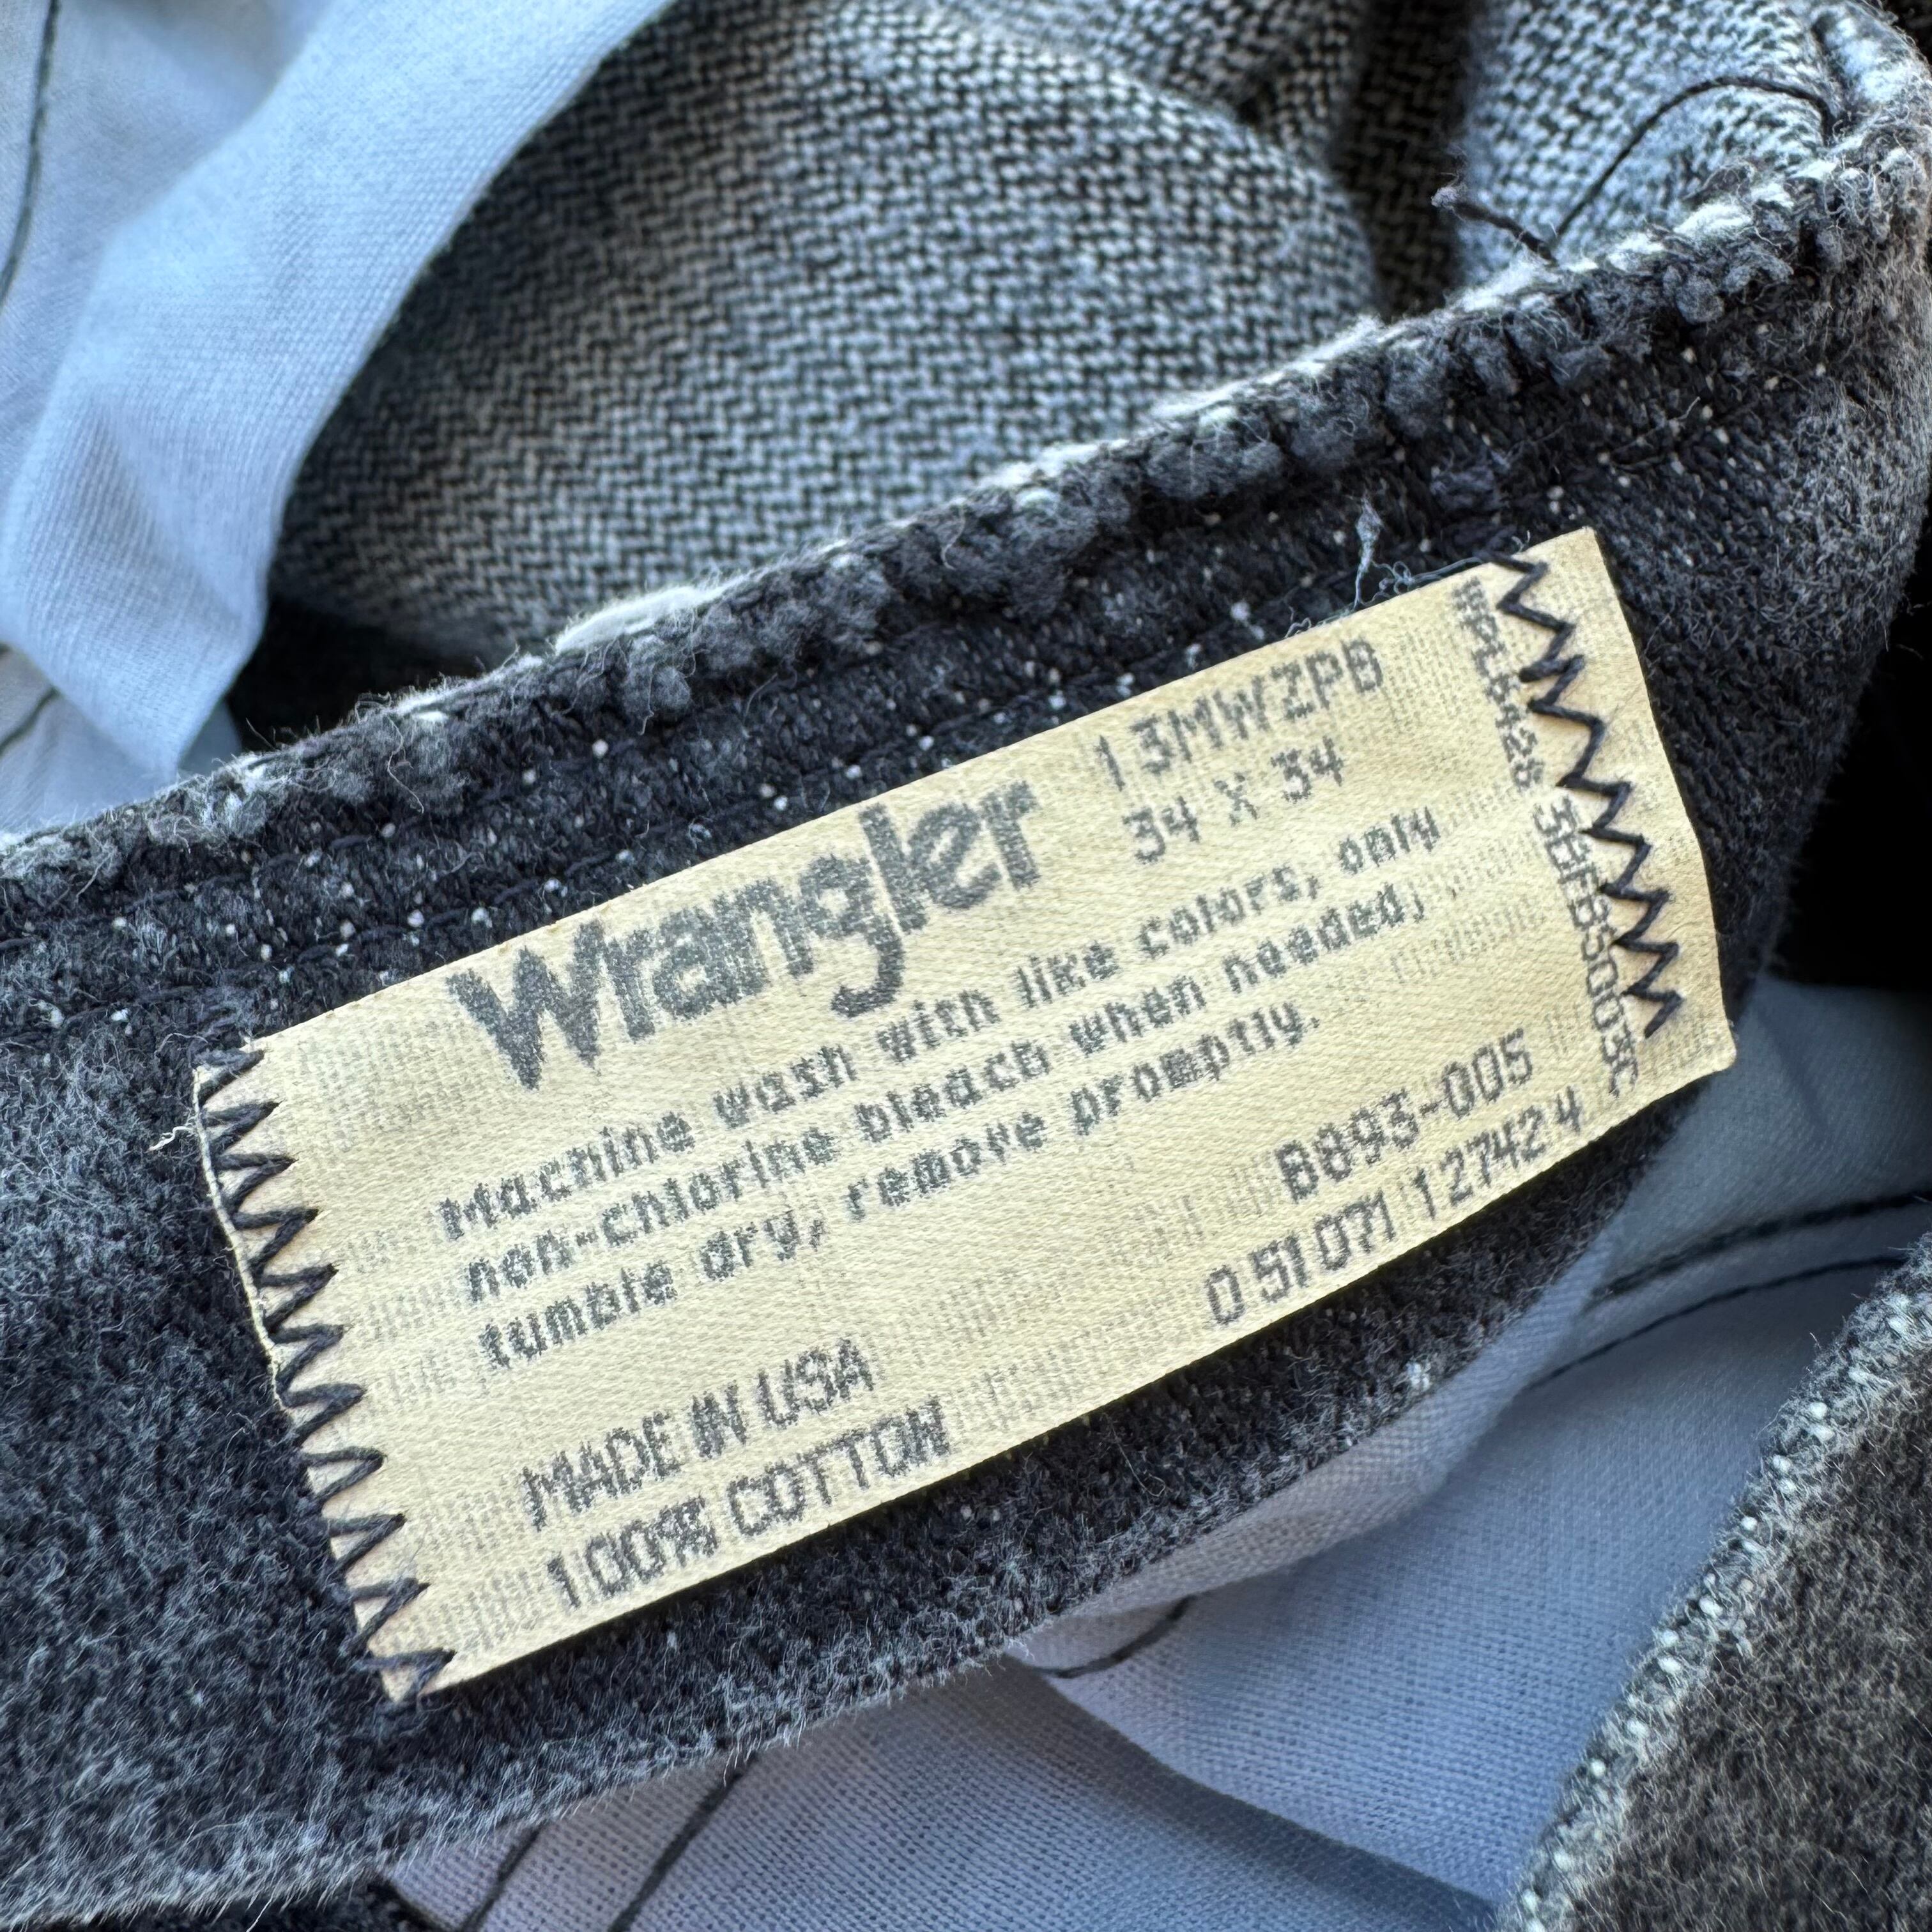 Wrangler
13MWZPB
34 X 34
Machine wash with like colors, only
non-chlorine bleach when needed,
tumble dry, remove promptly.
B893-005
0 51071 12742 4
MADE IN USA
100% COTTON